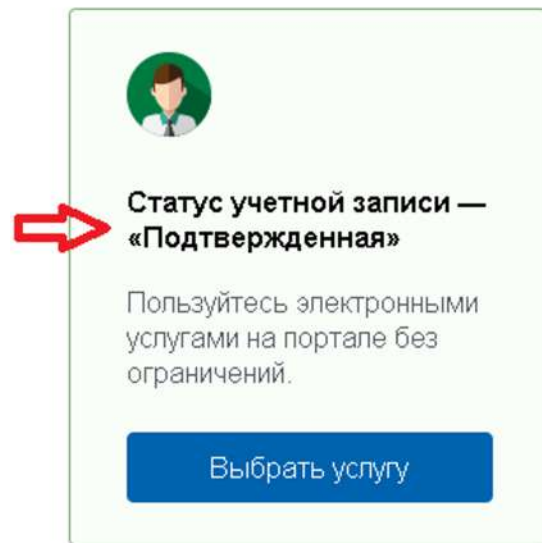 Статус учетной записи —
«Подтвержденная»
Пользуйтесь электронными
услугами на портале без
ограничений.
Выбрать услугу